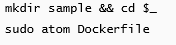 mkdir sample && cd $_
sudo atom Dockerfile